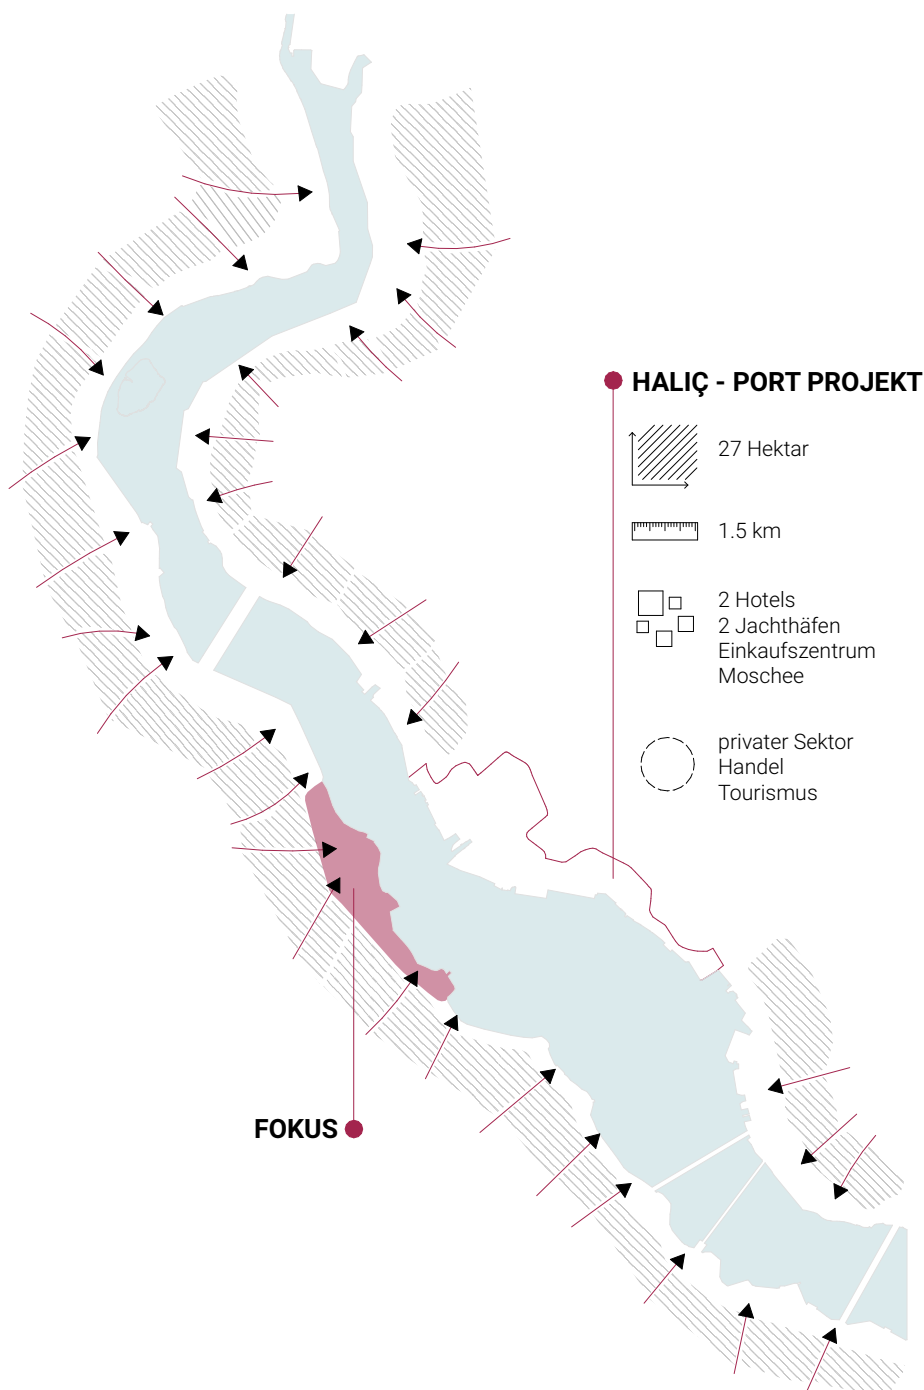 HALIÇ - PORT PROJEKT
27 Hektar
1.5 km
2 Hotels
2 Jachthäfen
Einkaufszentrum
Moschee
privater Sektor
Handel
Tourismus
FOKUS